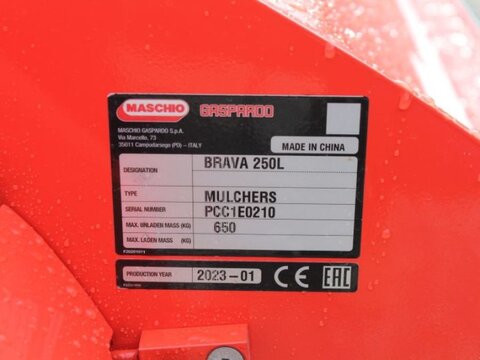 MASCHIO GASPARDO
MASCHIO GASPARDO S.p.A.
Via Marcello, 73
35011 Campodarsego (PD) – ITALY
MADE IN CHINA
DESIGNATION BRAVA 250L
TYPE MULCHERS
SERIAL NUMBER PCC1E0210
MAX. UNLADEN MASS (KG) 650
MAX. LADEN MASS (KG)
PRODUCTION YEAR 2023-01 CE EAC